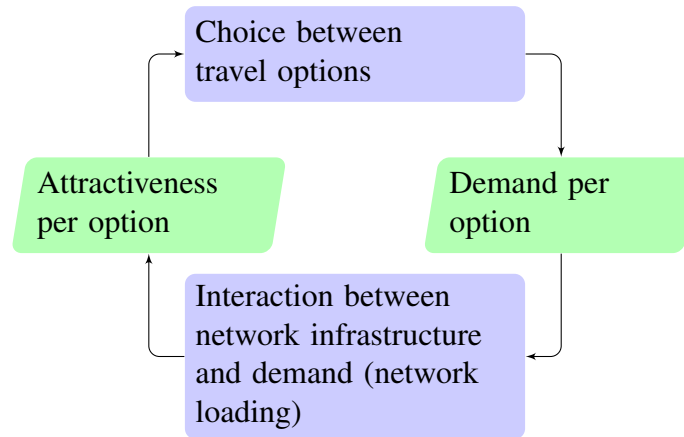 Choice between
travel options
Attractiveness
per option
Demand per
option
Interaction between
network infrastructure
and demand (network
loading)